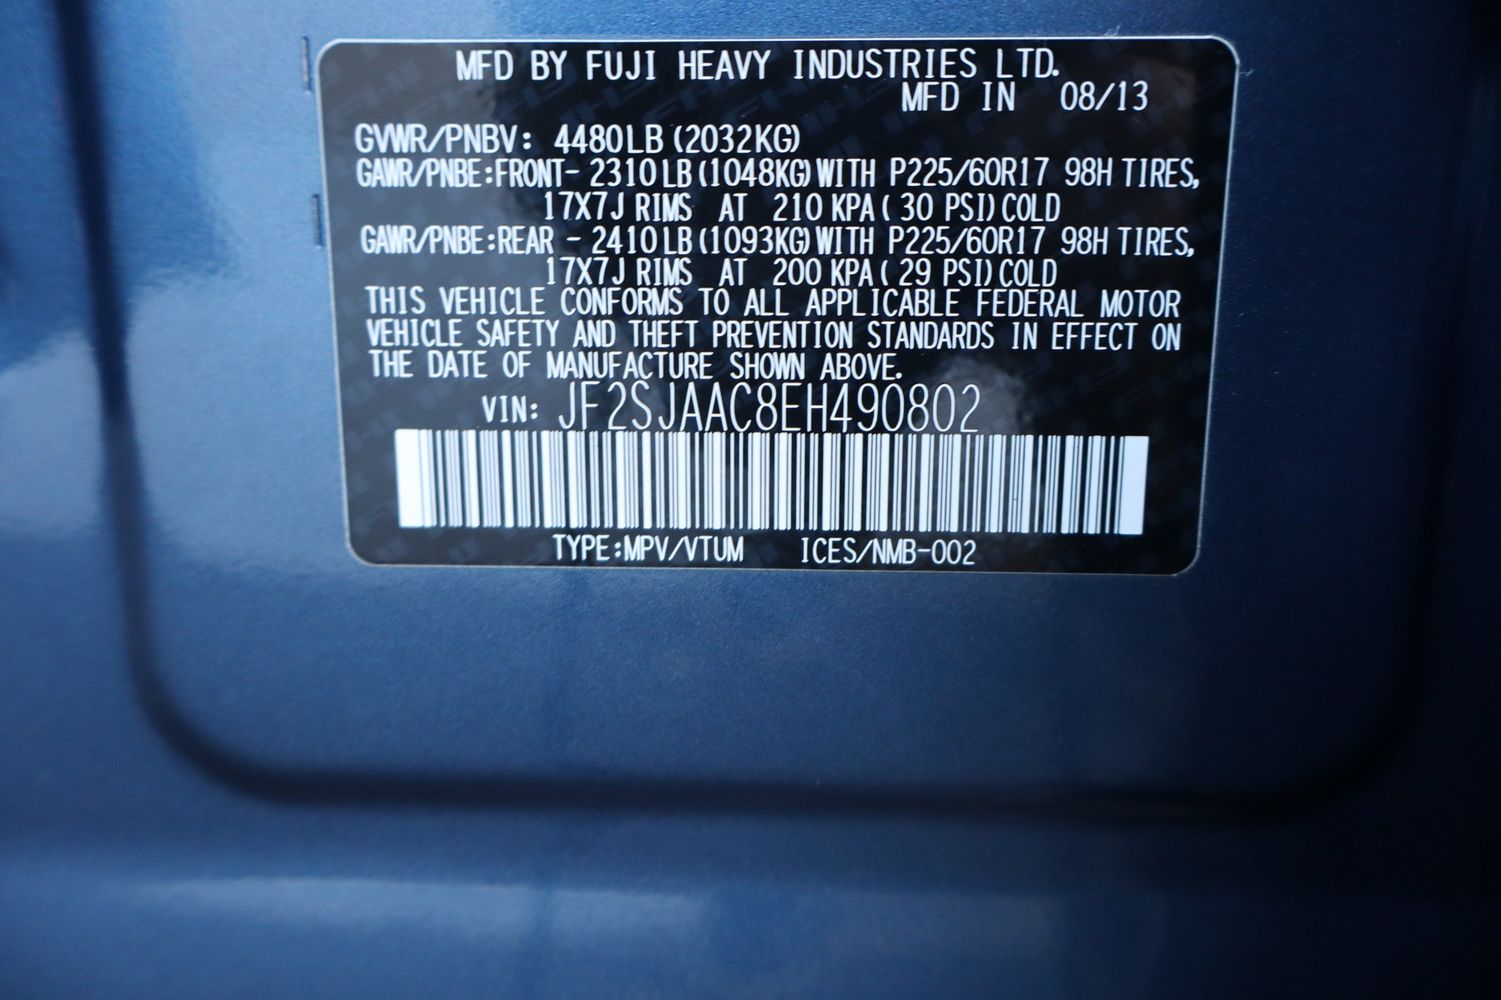 MFD BY FUJI HEAVY INDUSTRIES LTD.
MFD IN 08/13
GVWR/PNBV: 4480LB (2032KG)
GAWR/PNBE:FRONT- 2310LB (1048KG) WITH P225/60R17 98H TIRES,
17X7J RIMS AT 210 KPA ( 30 PSI) COLD
GAWR/PNBE:REAR - 2410LB (1093KG) WITH P225/60R17 98H TIRES,
17X7J RIMS AT 200 KPA ( 29 PSI) COLD
THIS VEHICLE CONFORMS TO ALL APPLICABLE FEDERAL MOTOR
VEHICLE SAFETY AND THEFT PREVENTION STANDARDS IN EFFECT ON
THE DATE OF MANUFACTURE SHOWN ABOVE.
VIN: JF2SJAAC8EH490802
TYPE:MPV/VTUM ICES/NMB-002